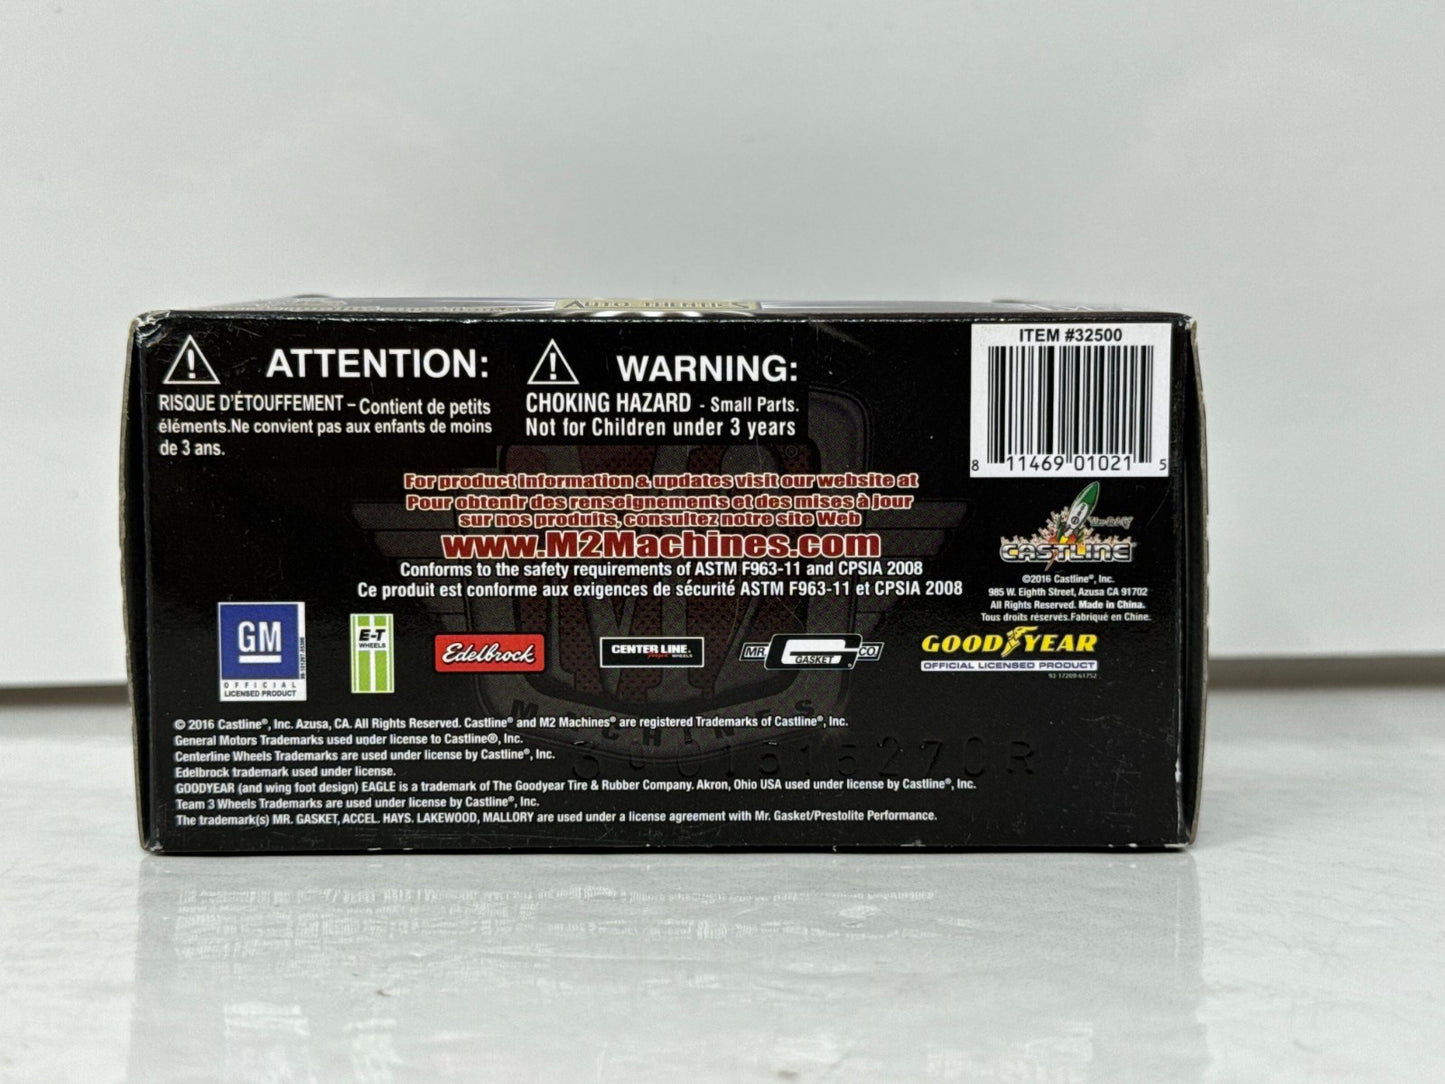 AUTO-THENTICS
ATTENTION:
RISQUE D'ÉTOUFFEMENT – Contient de petits
éléments.Ne convient pas aux enfants de moins
de 3 ans.
WARNING:
CHOKING HAZARD - Small Parts.
Not for Children under 3 years
ITEM #32500
8 11469 01021 5
For product information & updates visit our website at
Pour obtenir des renseignements et des mises à jour
sur nos produits, consultez notre site Web
www.M2Machines.com
Conforms to the safety requirements of ASTM F963-11 and CPSIA 2008
Ce produit est conforme aux exigences de sécurité ASTM F963-11 et CPSIA 2008
CASTLINE
©2016 Castline®, Inc.
985 W. Eighth Street, Azusa CA 91702
All Rights Reserved. Made in China.
Tous droits réservés.Fabriqué en Chine.
GM
OFFICIAL
LICENSED PRODUCT
E-T
WHEELS
Edelbrock
CENTER LINE.
WHEELS
MR. GASKET CO.
GOODYEAR
OFFICIAL LICENSED PRODUCT
93-17209-61752
M2
MACHINES
© 2016 Castline®, Inc. Azusa, CA. All Rights Reserved. Castline® and M2 Machines® are registered Trademarks of Castline®, Inc.
General Motors Trademarks used under license to Castline®, Inc.
Centerline Wheels Trademarks are used under license by Castline®, Inc.
Edelbrock trademark used under license.
GOODYEAR (and wing foot design) EAGLE is a trademark of The Goodyear Tire & Rubber Company. Akron, Ohio USA used under license by Castline®, Inc.
Team 3 Wheels Trademarks are used under license by Castline®, Inc.
The trademark(s) MR. GASKET, ACCEL. HAYS. LAKEWOOD, MALLORY are used under a license agreement with Mr. Gasket/Prestolite Performance.